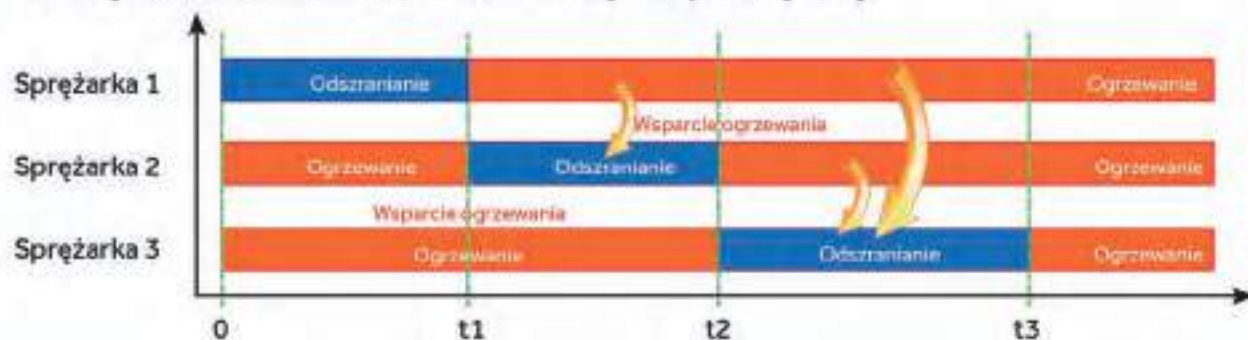 Sprężarka 1
Odszranianie
Ogrzewanie
Wsparcie ogrzewania
Sprężarka 2
Ogrzewanie
Odszranianie
Ogrzewanie
Wsparcie ogrzewania
Sprężarka 3
Ogrzewanie
Odszranianie
Ogrzewanie
0 t1 t2 t3